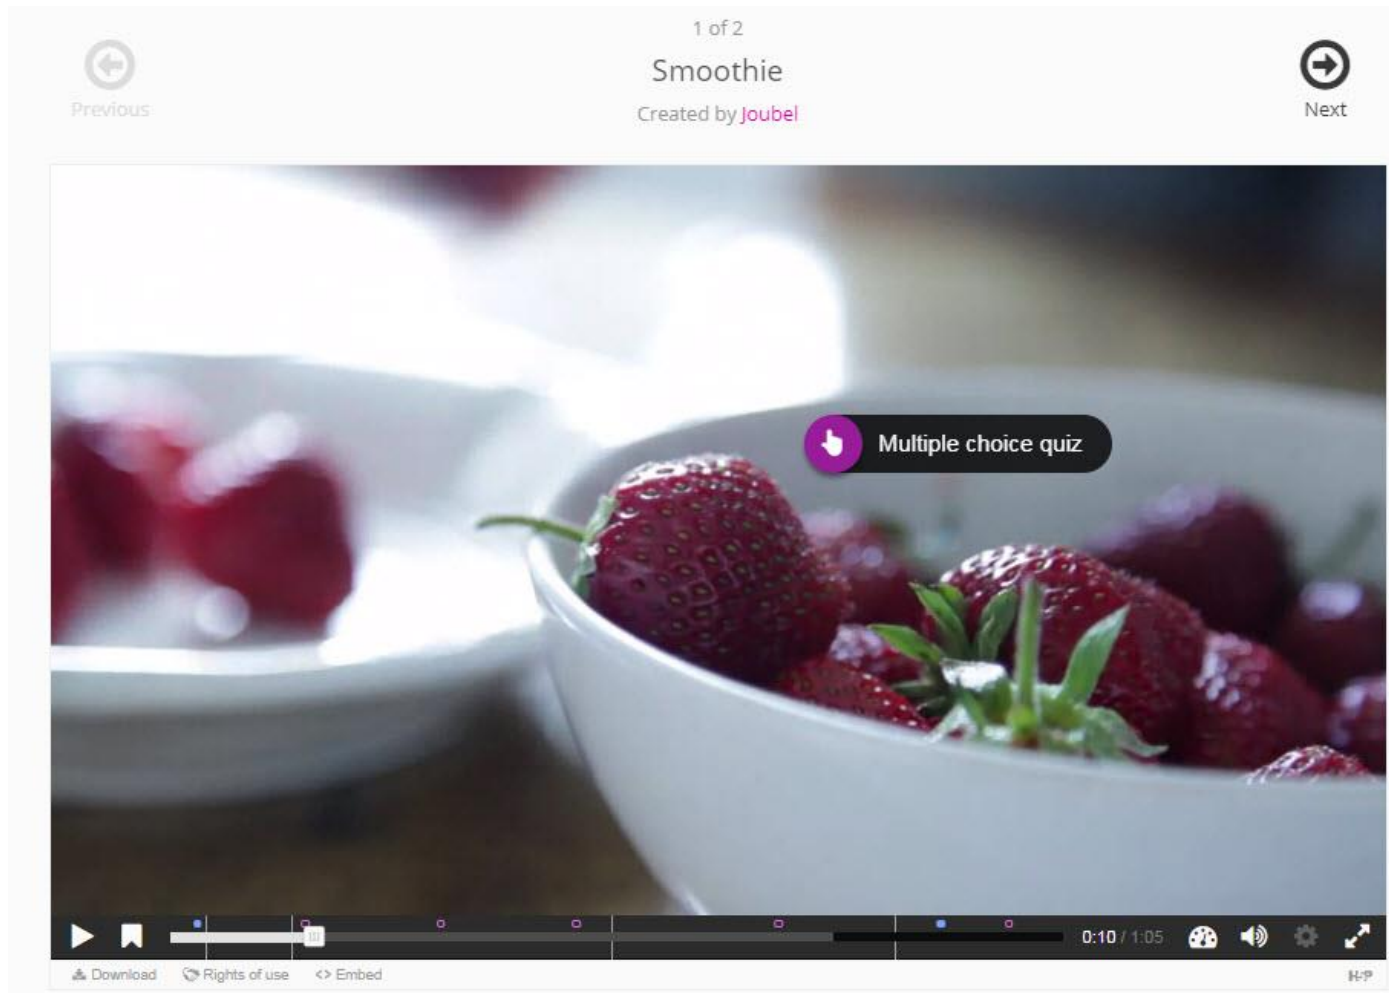 1 of 2
Smoothie
Created by Joubel
Previous
Next
Multiple choice quiz
0:10 / 1:05
Download
Rights of use
Embed
H-P